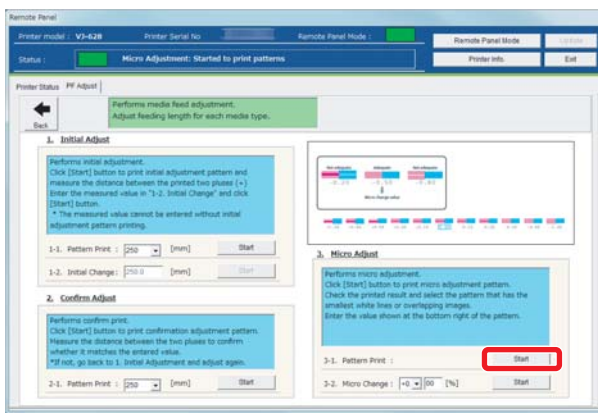 Remote Panel
Printer model : VJ-628
Printer Serial No
Remote Panel Mode :
Remote Panel Mode
Update
Status :
Micro Adjustment: Started to print patterns
Printer Info.
Exit
Printer Status
PF Adjust
Back
Performs media feed adjustment.
Adjust feeding length for each media type.
1. Initial Adjust
Performs initial adjustment.
Click [Start] button to print initial adjustment pattern and
measure the distance between the printed two pluses (+)
Enter the measured value in "1-2. Initial Change" and click
[Start] button.
* The measured value cannot be entered without initial
adjustment pattern printing.
1-1. Pattern Print : 250 [mm] Start
1-2. Initial Change: 250.0 [mm] Start
2. Confirm Adjust
Performs confirm print.
Click [Start] button to print confirmation adjustment pattern.
Measure the distance between the two pluses to confirm
whether it matches the entered value.
*If not, go back to 1. Initial Adjustment and adjust again.
2-1. Pattern Print : 250 [mm] Start
Not adequate
Adequate
Not adequate
Micro change value
3. Micro Adjust
Performs micro adjustment.
Click [Start] button to print micro adjustment pattern.
Check the printed result and select the pattern that has the
smallest white lines or overlapping images.
Enter the value shown at the bottom right of the pattern.
3-1. Pattern Print : Start
3-2. Micro Change : +0. 00 [%] Start